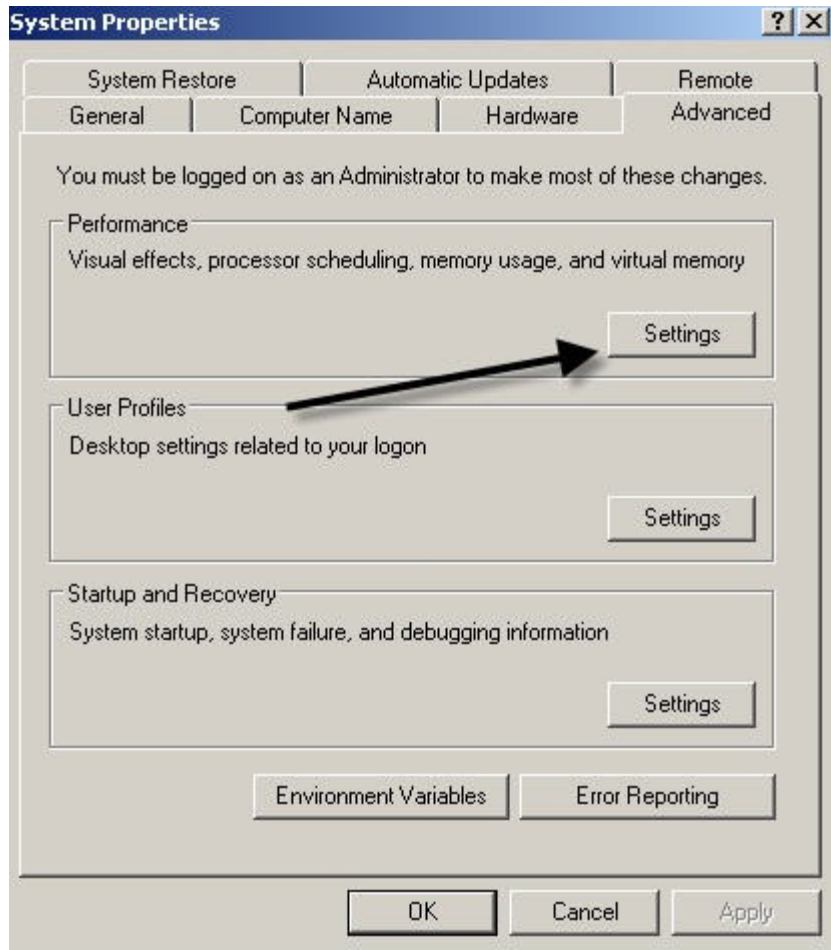 System Properties
? X
System Restore Automatic Updates Remote
General Computer Name Hardware Advanced
You must be logged on as an Administrator to make most of these changes.
Performance
Visual effects, processor scheduling, memory usage, and virtual memory
Settings
User Profiles
Desktop settings related to your logon
Settings
Startup and Recovery
System startup, system failure, and debugging information
Settings
Environment Variables Error Reporting
OK Cancel Apply